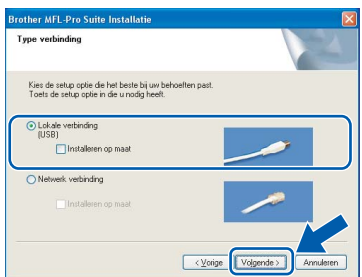 Brother MFL-Pro Suite Installatie
Type verbinding
Kies de setup optie die het beste bij uw behoeften past.
Toets de setup optie in die u nodig heeft.
Lokale verbinding
(USB)
Installeren op maat
Netwerk verbinding
Installeren op maat
< Vorige
Volgende >
Annuleren